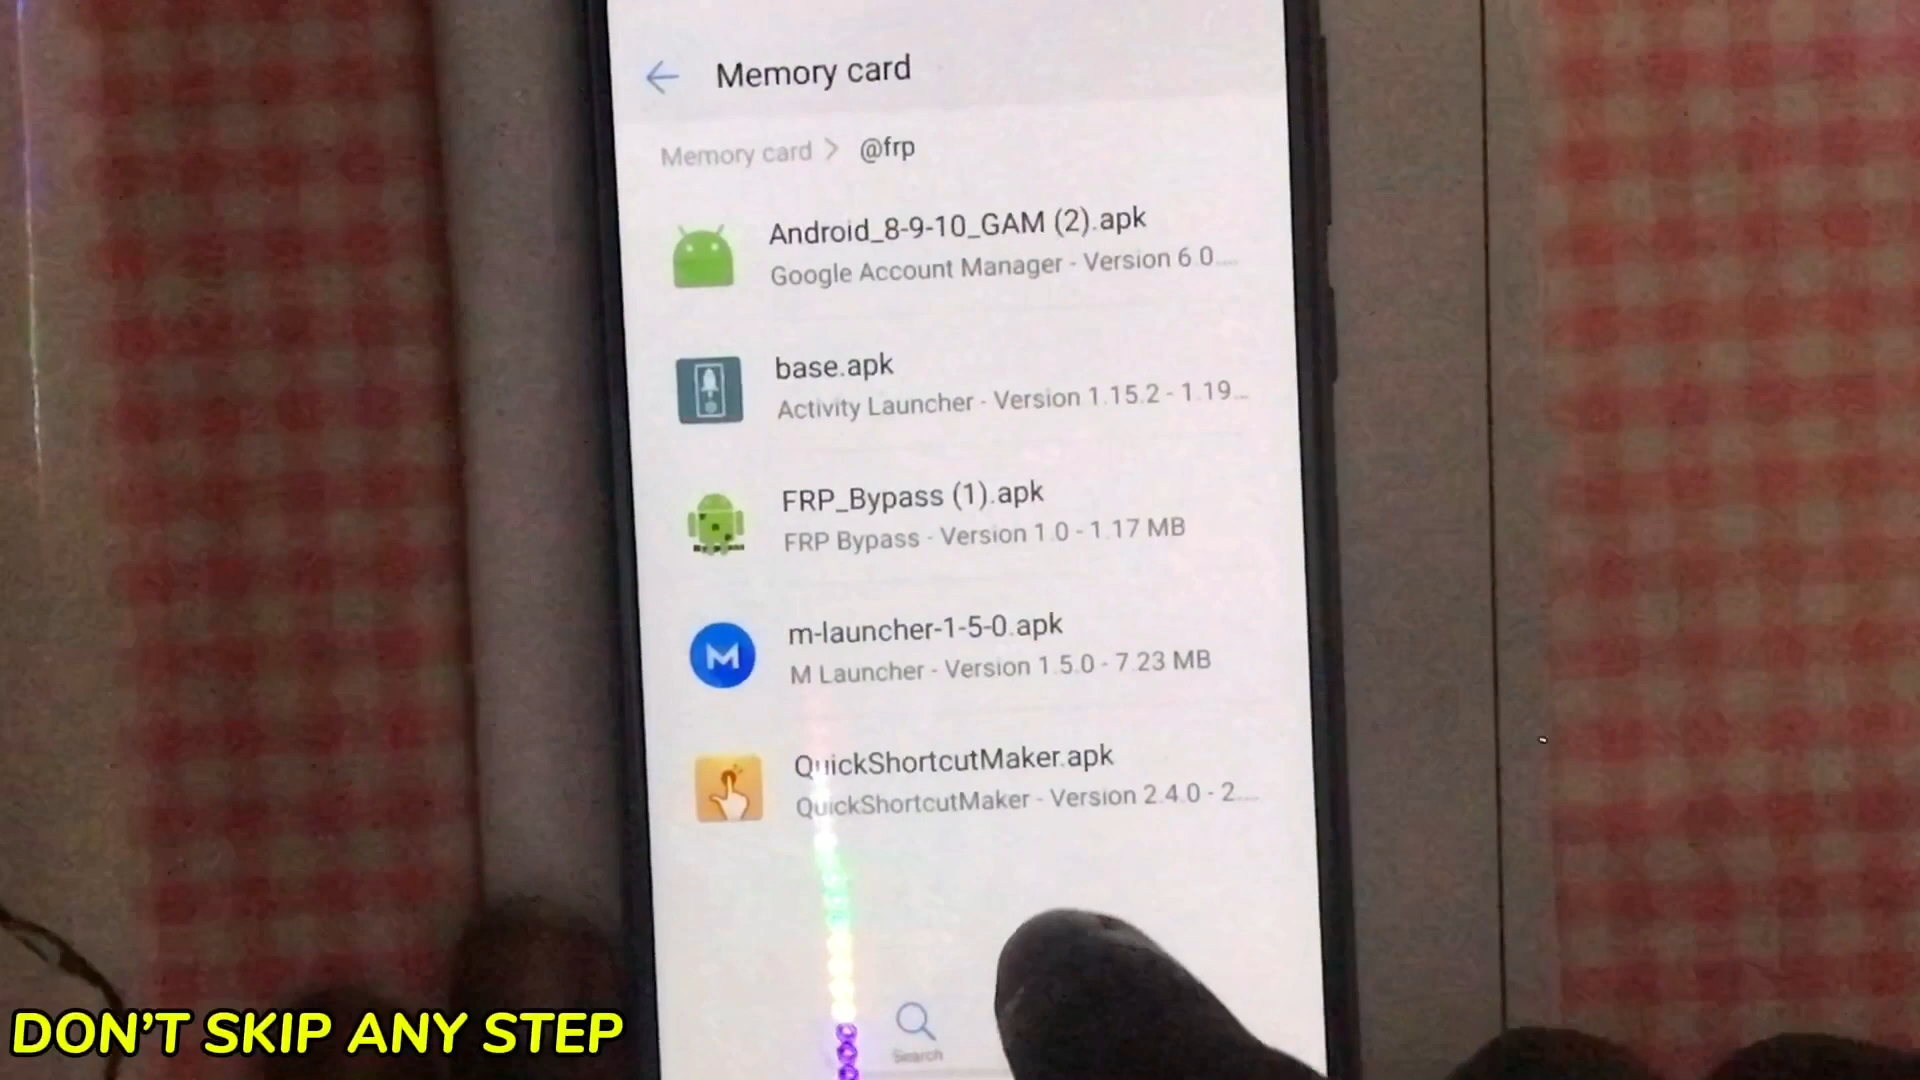 Memory card
Memory card > @frp
Android_8-9-10_GAM (2).apk
Google Account Manager - Version 6.0....
base.apk
Activity Launcher - Version 1.15.2 - 1.19...
FRP_Bypass (1).apk
FRP Bypass - Version 1.0 - 1.17 MB
m-launcher-1-5-0.apk
M
M Launcher - Version 1.5.0 - 7.23 MB
QuickShortcutMaker.apk
QuickShortcutMaker - Version 2.4.0 - 2....
Search
DON'T SKIP ANY STEP